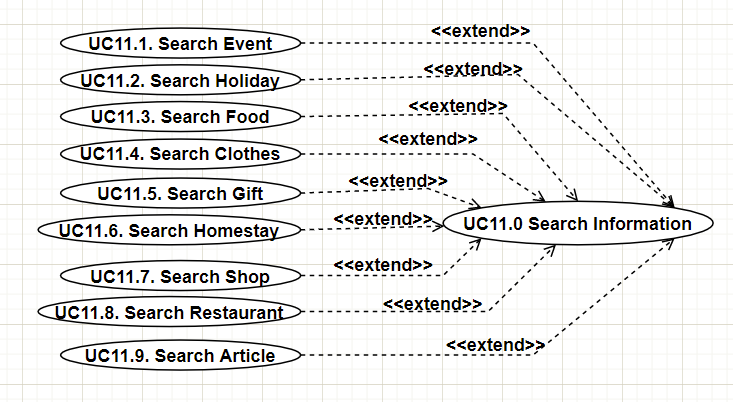 <<extend>>
UC11.1. Search Event
<<extend>>
UC11.2. Search Holiday
<<extend>>
UC11.3. Search Food
<<extend>>
UC11.4. Search Clothes
<<extend>>
UC11.5. Search Gift
<<extend>>
UC11.6. Search Homestay
UC11.0 Search Information
<<extend>>
UC11.7. Search Shop
<<extend>>
UC11.8. Search Restaurant
<<extend>>
UC11.9. Search Article